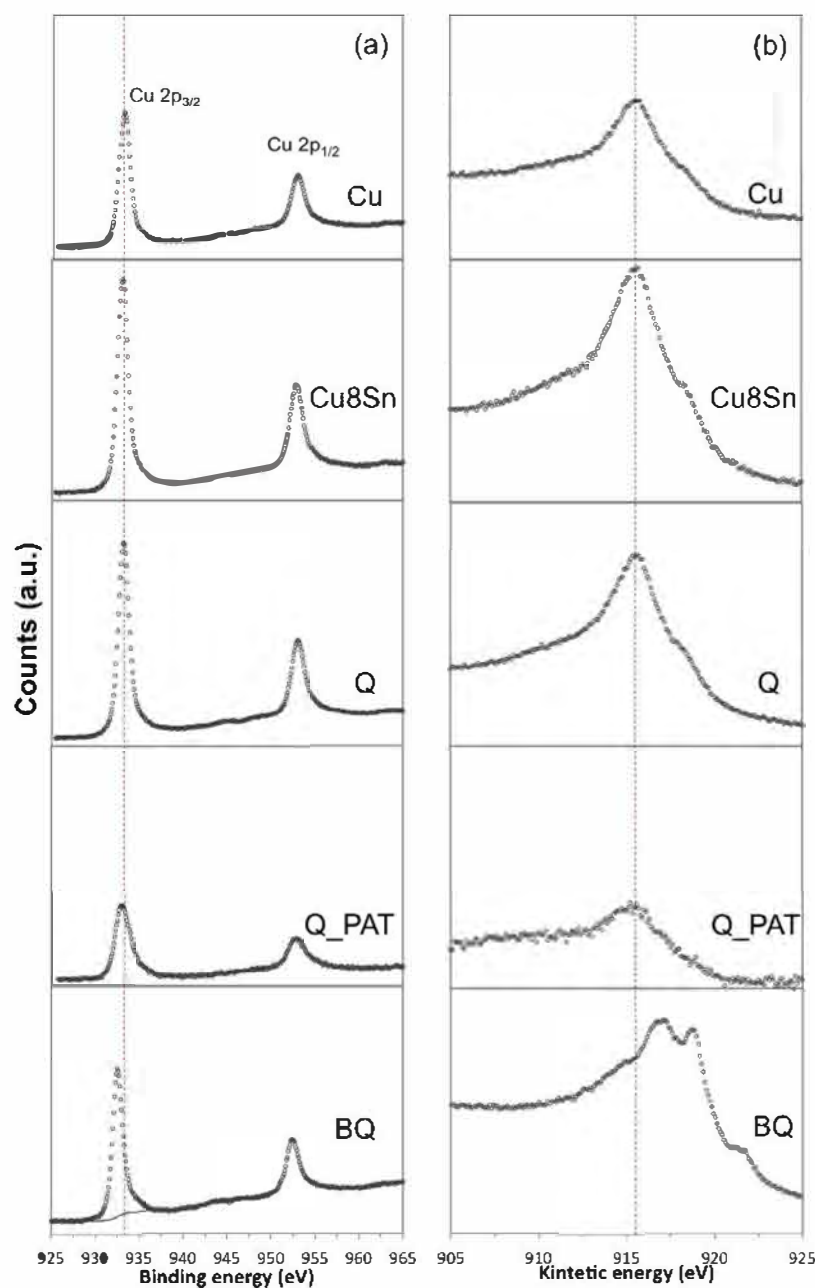 (a)
Cu 2p3/2
Cu 2p1/2
Cu
Cu8Sn
Q
Q_PAT
BQ
Counts (a.u.)
925 930 935 940 945 950 955 960 965
Binding energy (eV)
(b)
Cu
Cu8Sn
Q
Q_PAT
BQ
905 910 915 920 925
Kintetic energy (eV)